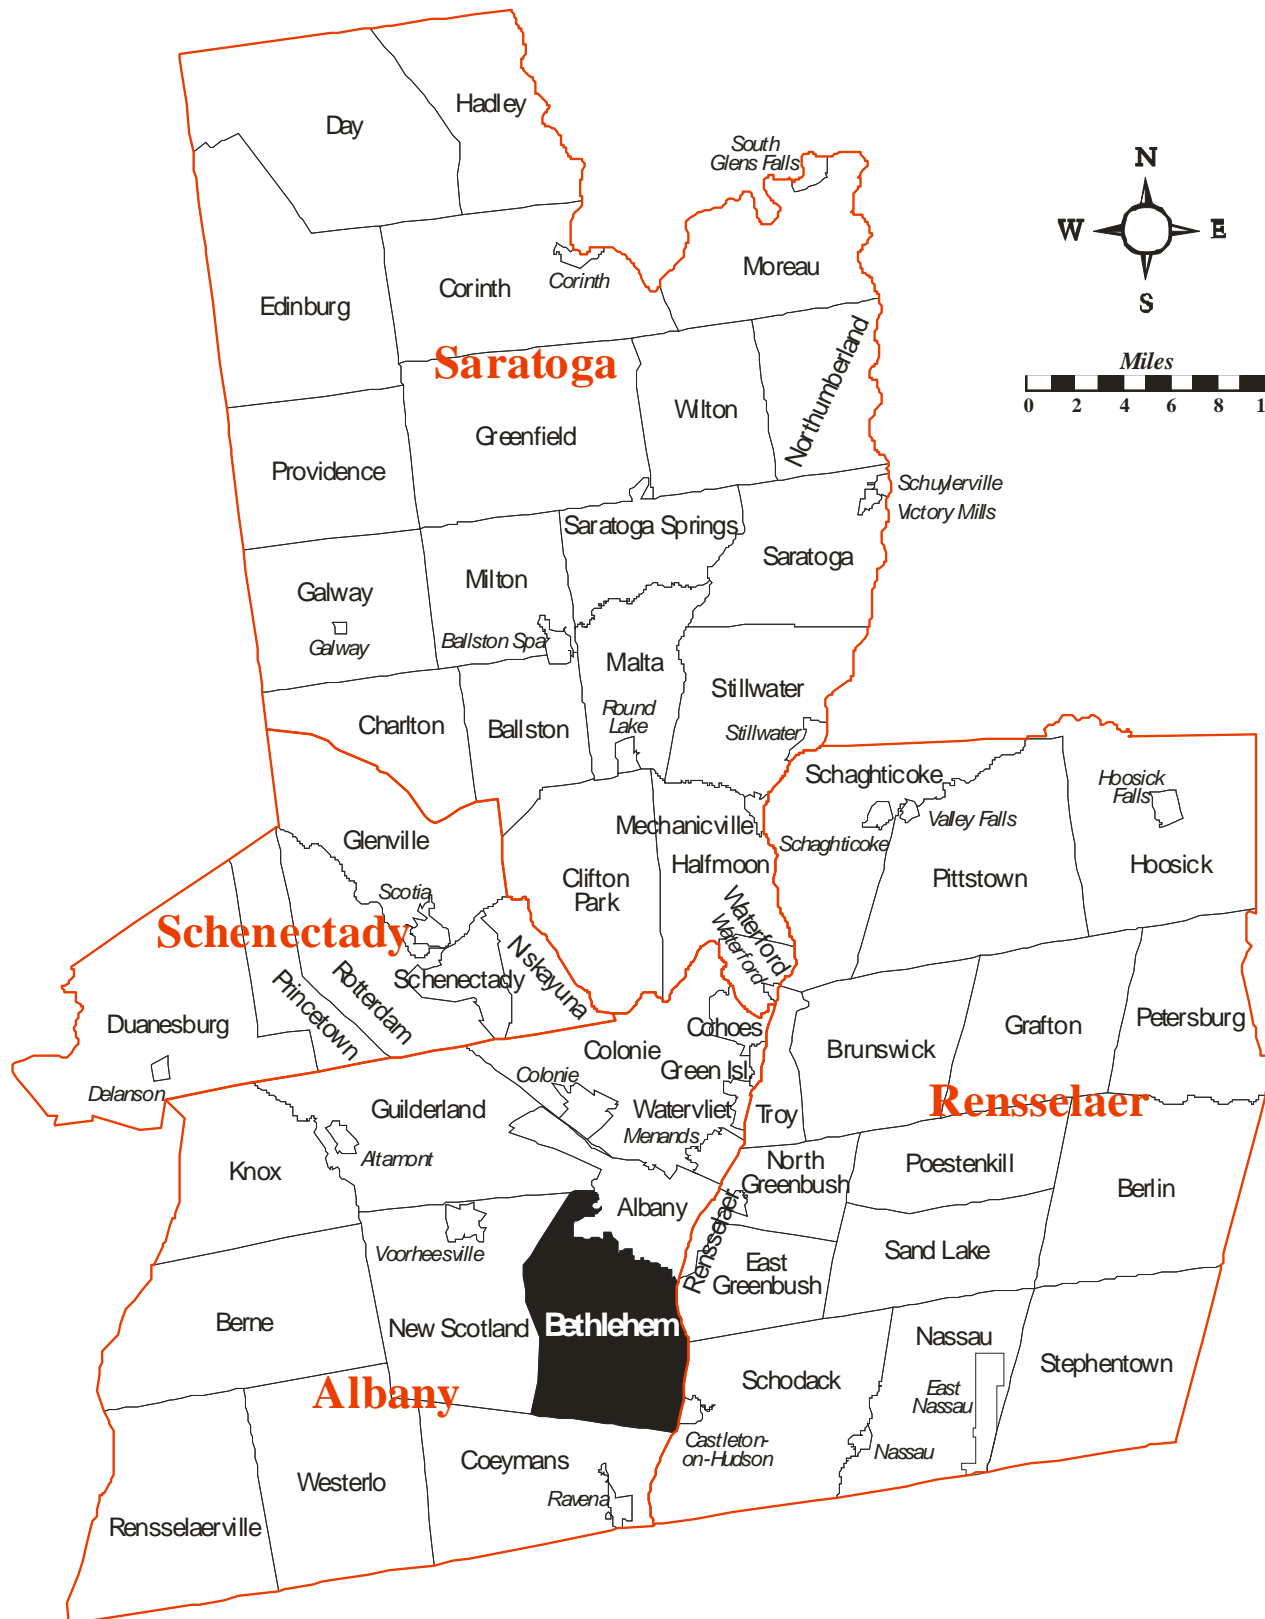 Hadley
Day
South
Glens Falls
N
W
E
S
Moreau
Corinth
Corinth
Edinburg
Miles
0 2 4 6 8 1
Saratoga
Northumberland
Wilton
Greenfield
Providence
Schuylerville
Victory Mills
Saratoga Springs
Saratoga
Milton
Galway
Galway
Ballston Spa
Malta
Stillwater
Round
Lake
Stillwater
Charlton
Ballston
Schaghticoke
Hoosick
Falls
Mechanicville
Valley Falls
Schaghticoke
Glenville
Halfmoon
Hoosick
Clifton
Park
Pittstown
Scotia
Waterford
Waterford
Schenectady
Niskayuna
Schenectady
Rotterdam
Princetown
Duanesburg
Cohoes
Colonie
Brunswick
Grafton
Petersburg
Green Isl.
Colonie
Delanson
Guilderland
Watervliet
Troy
Rensselaer
Menands
Altamont
Knox
North
Greenbush
Poestenkill
Berlin
Albany
Rensselaer
Voorheesville
Sand Lake
East
Greenbush
Berne
New Scotland
Bethlehem
Nassau
Stephentown
Schodack
Albany
East
Nassau
Castleton-
on-Hudson
Nassau
Coeymans
Westerlo
Ravena
Rensselaerville